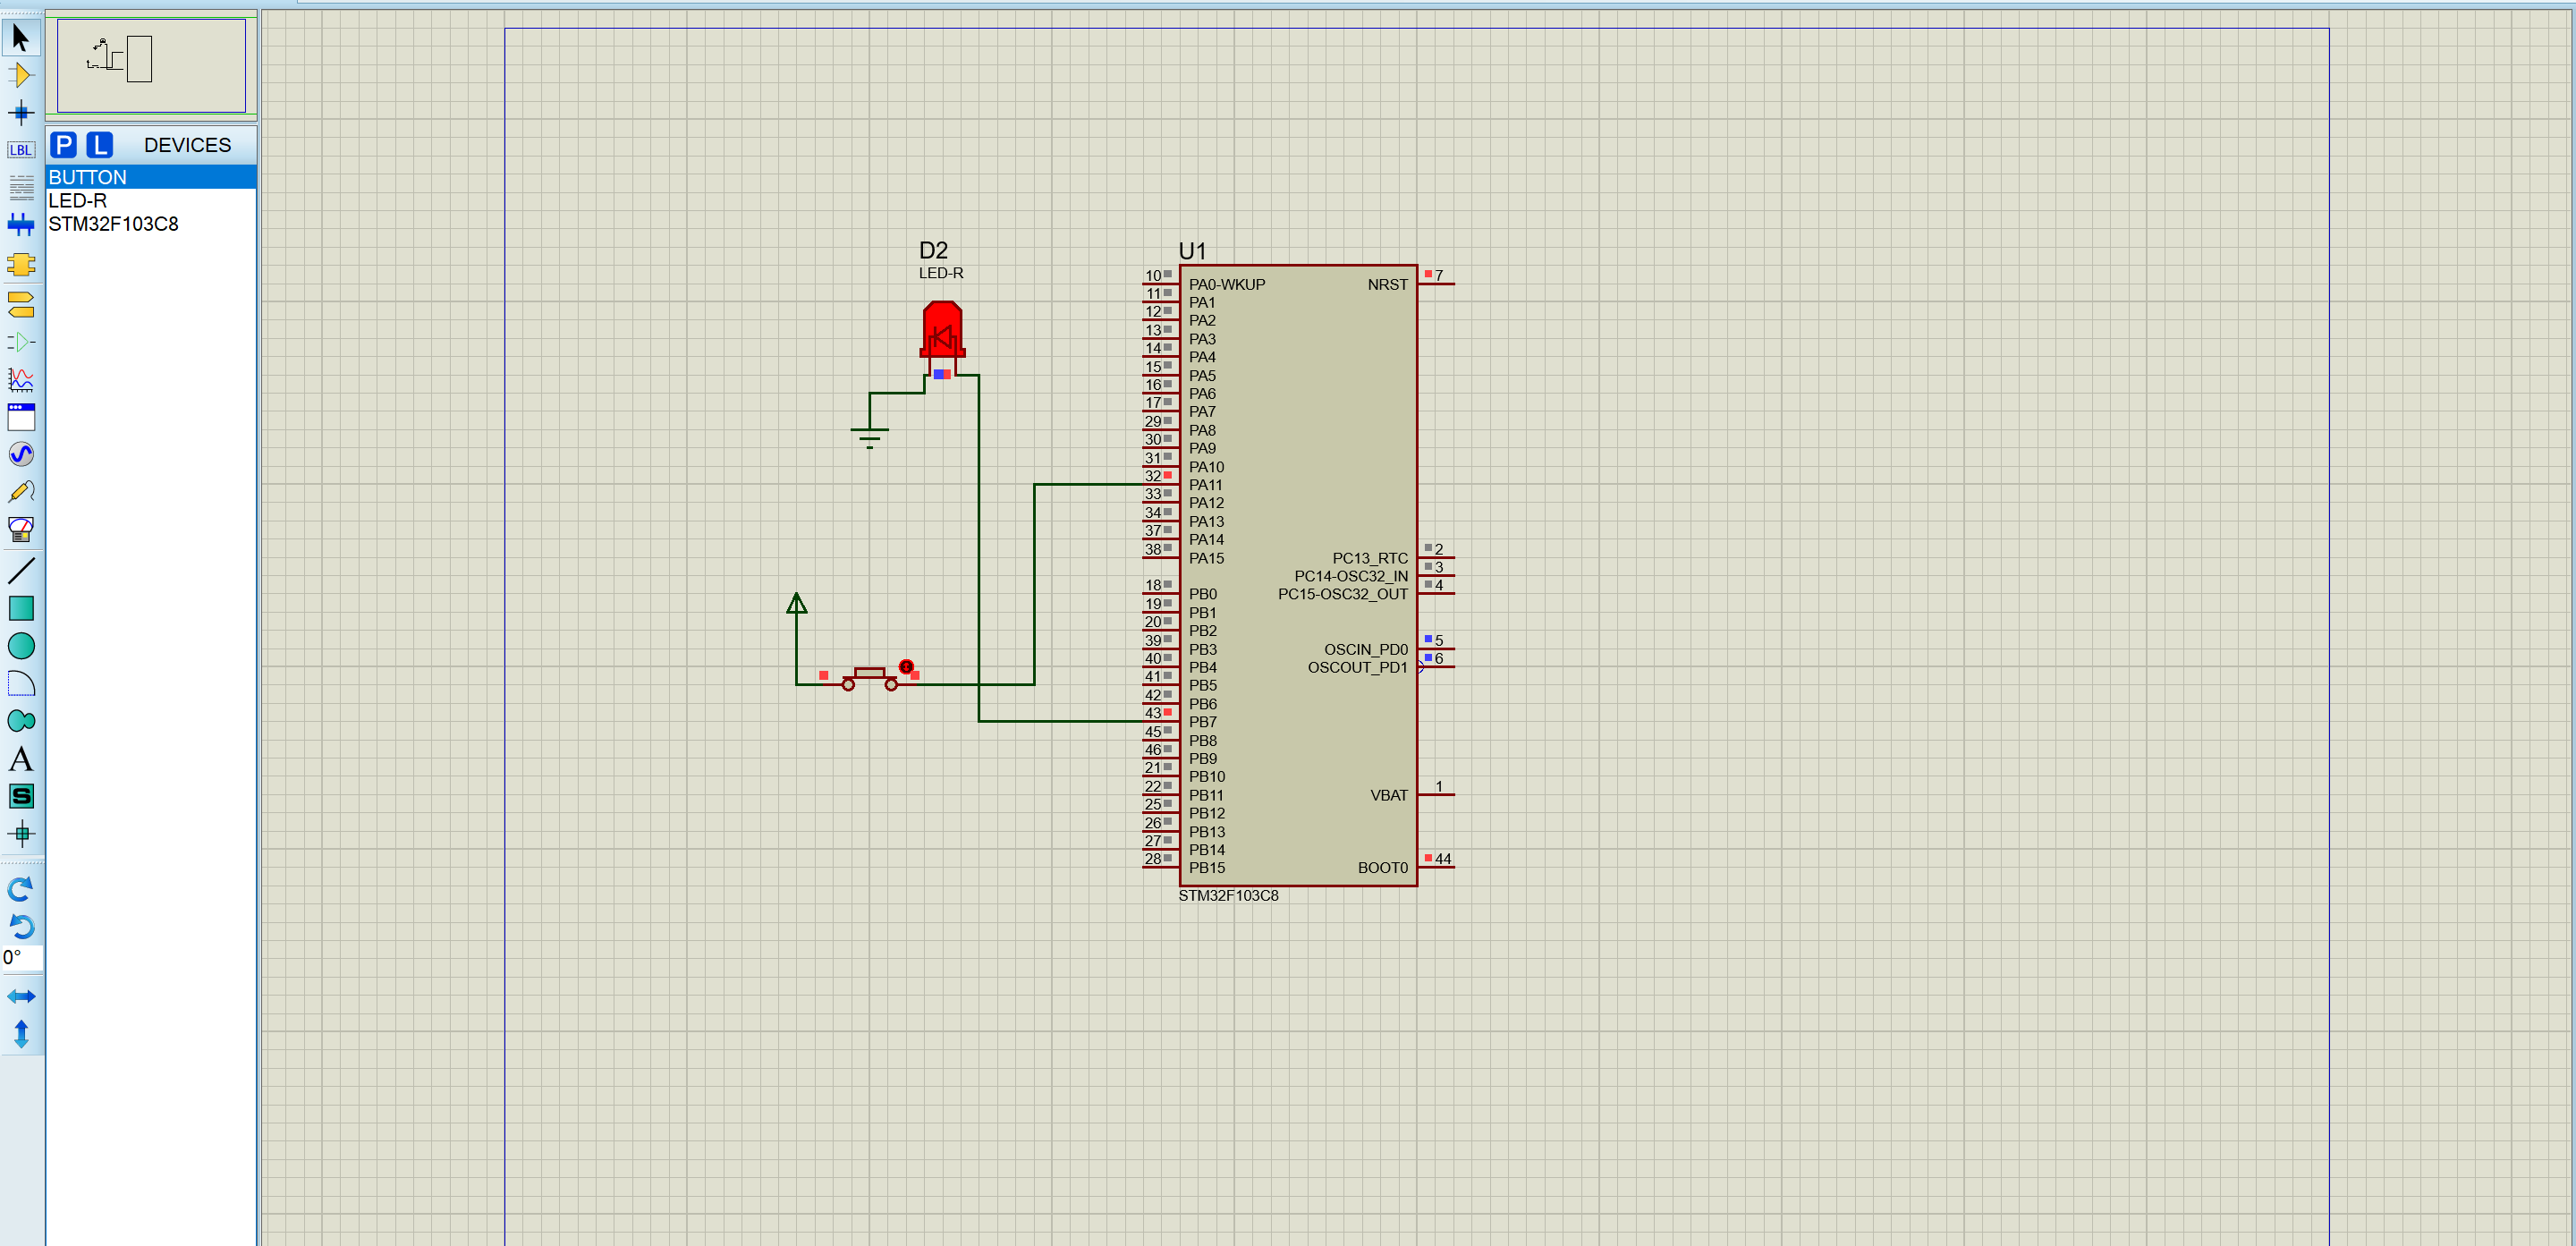 P L DEVICES
BUTTON
LED-R
STM32F103C8
LBL
A
S
0°
D2
LED-R
U1
10 PA0-WKUP
11 PA1
12 PA2
13 PA3
14 PA4
15 PA5
16 PA6
17 PA7
29 PA8
30 PA9
31 PA10
32 PA11
33 PA12
34 PA13
37 PA14
38 PA15
18 PB0
19 PB1
20 PB2
39 PB3
40 PB4
41 PB5
42 PB6
43 PB7
45 PB8
46 PB9
21 PB10
22 PB11
25 PB12
26 PB13
27 PB14
28 PB15
NRST 7
PC13_RTC 2
PC14-OSC32_IN 3
PC15-OSC32_OUT 4
OSCIN_PD0 5
OSCOUT_PD1 6
VBAT 1
BOOT0 44
STM32F103C8